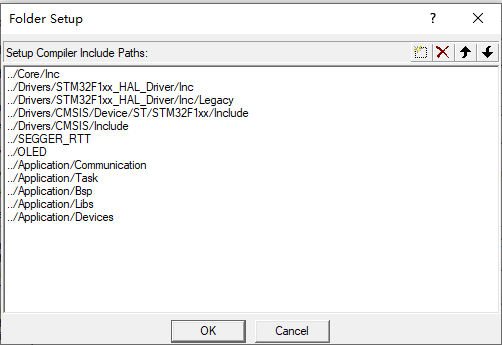 Folder Setup
?
Setup Compiler Include Paths:
../Core/Inc
../Drivers/STM32F1xx_HAL_Driver/Inc
../Drivers/STM32F1xx_HAL_Driver/Inc/Legacy
../Drivers/CMSIS/Device/ST/STM32F1xx/Include
../Drivers/CMSIS/Include
../SEGGER_RTT
../OLED
../Application/Communication
../Application/Task
../Application/Bsp
../Application/Libs
../Application/Devices
OK
Cancel